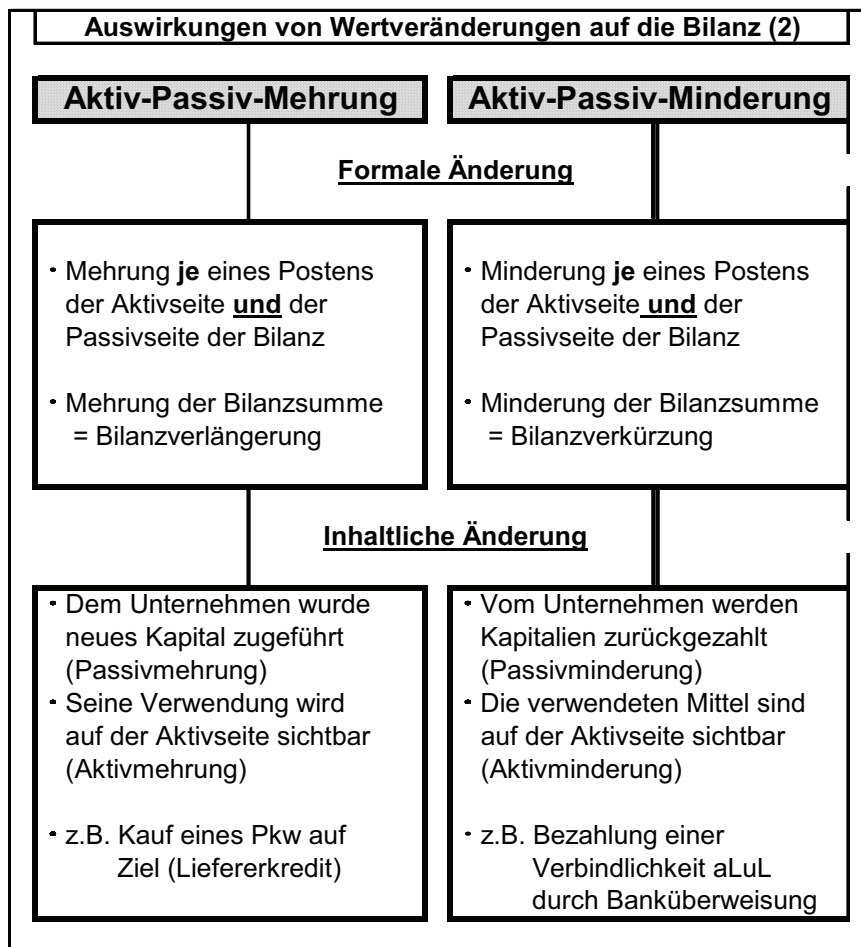 Auswirkungen von Wertveränderungen auf die Bilanz (2)
Aktiv-Passiv-Mehrung
Aktiv-Passiv-Minderung
Formale Änderung
· Mehrung je eines Postens
der Aktivseite und der
Passivseite der Bilanz
· Mehrung der Bilanzsumme
= Bilanzverlängerung
· Minderung je eines Postens
der Aktivseite und der
Passivseite der Bilanz
· Minderung der Bilanzsumme
= Bilanzverkürzung
Inhaltliche Änderung
· Dem Unternehmen wurde
neues Kapital zugeführt
(Passivmehrung)
· Seine Verwendung wird
auf der Aktivseite sichtbar
(Aktivmehrung)
· z.B. Kauf eines Pkw auf
Ziel (Liefererkredit)
· Vom Unternehmen werden
Kapitalien zurückgezahlt
(Passivminderung)
· Die verwendeten Mittel sind
auf der Aktivseite sichtbar
(Aktivminderung)
· z.B. Bezahlung einer
Verbindlichkeit aLuL
durch Banküberweisung